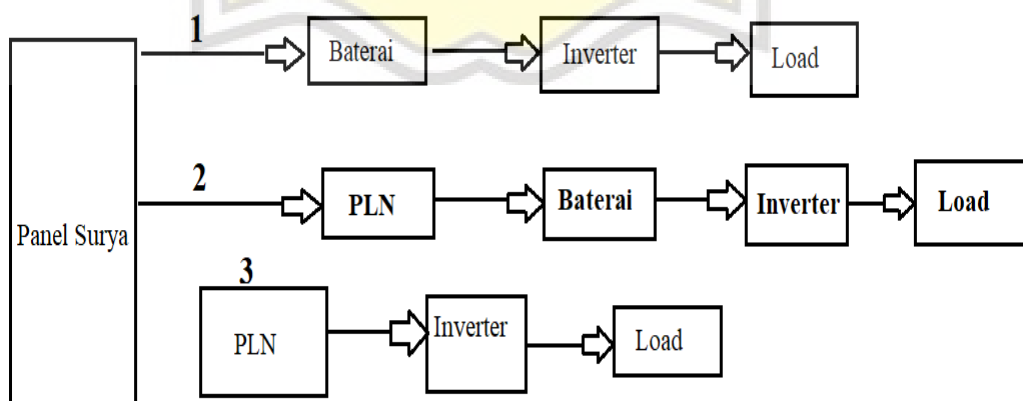 1
Baterai
Inverter
Load
Panel Surya
2
PLN
Baterai
Inverter
Load
3
PLN
Inverter
Load